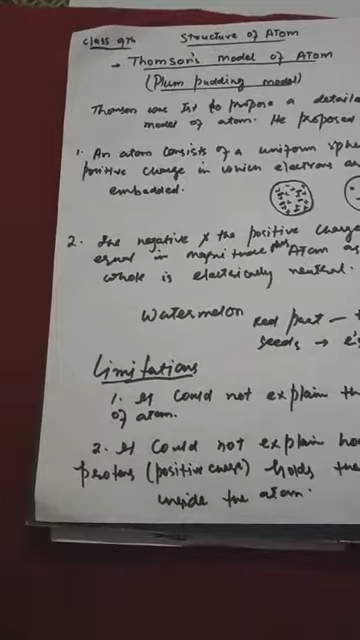 class 9th
Structure of Atom
→ Thomson's model of Atom
(Plum pudding model)
Thomson was Ist to propose a detaile
model of atom. He proposed
1. An atom consists of a uniform sphe
positive charge in which electrons a
embedded.
2. The negative & the positive charge
equal in magnitude Atom as
whole is electrically neutral.
Watermelon
Red part – t
seeds → e's
Limitations
1. It could not explain th
of atom.
2. It could not explain ho
protons (positive charge) holds the
inside the atom.